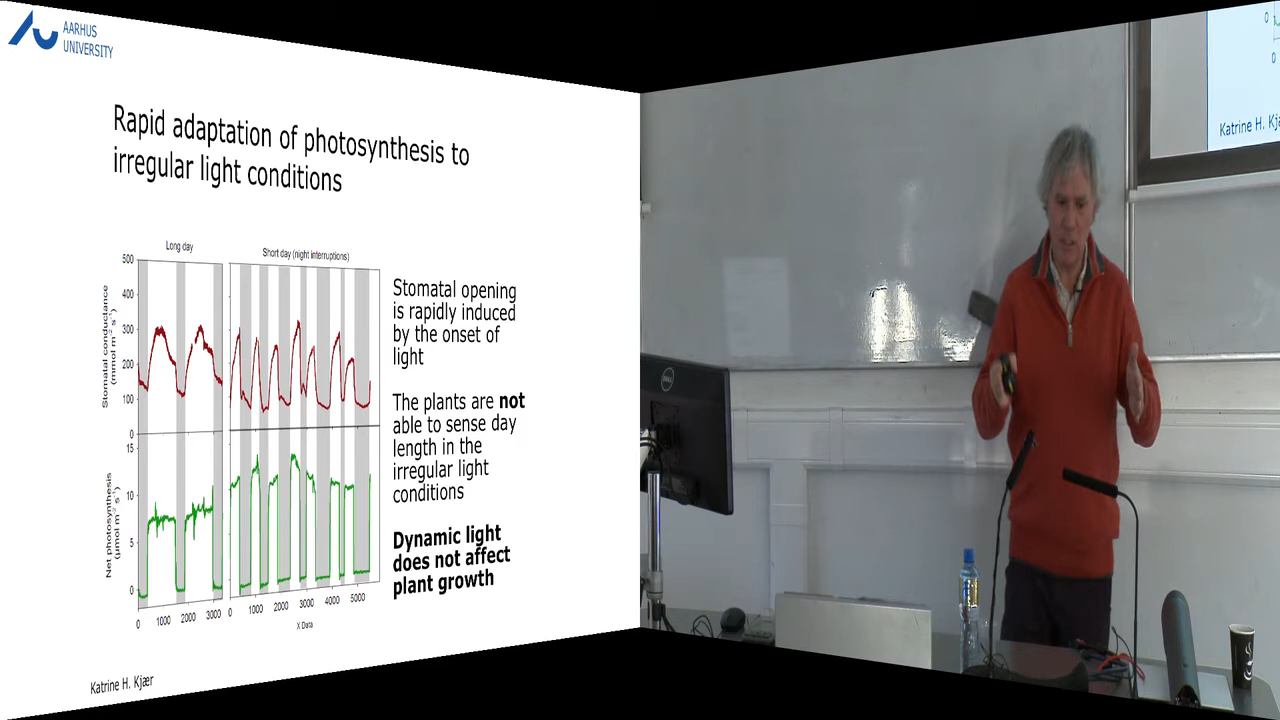 AARHUS
UNIVERSITY
Rapid adaptation of photosynthesis to
irregular light conditions
Long day
Short day (night interruptions)
500
400
300
200
100
0
Stomatal conductance
(mmol m⁻² s⁻¹)
15
10
5
0
Net photosynthesis
(µmol m⁻² s⁻¹)
0 1000 2000 3000
0 1000 2000 3000 4000 5000
X Data
Stomatal opening
is rapidly induced
by the onset of
light
The plants are not
able to sense day
length in the
irregular light
conditions
Dynamic light
does not affect
plant growth
Katrine H. Kjær
0
0
Katrine H. Kjæ
DELL